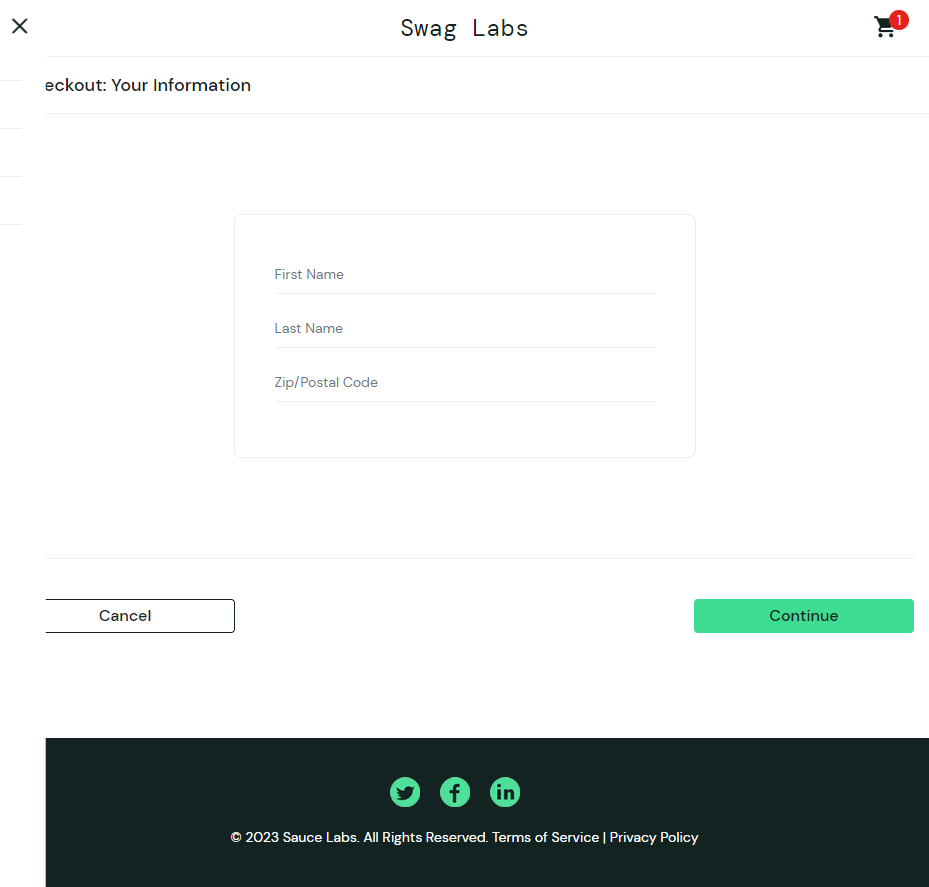 Swag Labs
1
eckout: Your Information
First Name
Last Name
Zip/Postal Code
Cancel
Continue
© 2023 Sauce Labs. All Rights Reserved. Terms of Service | Privacy Policy